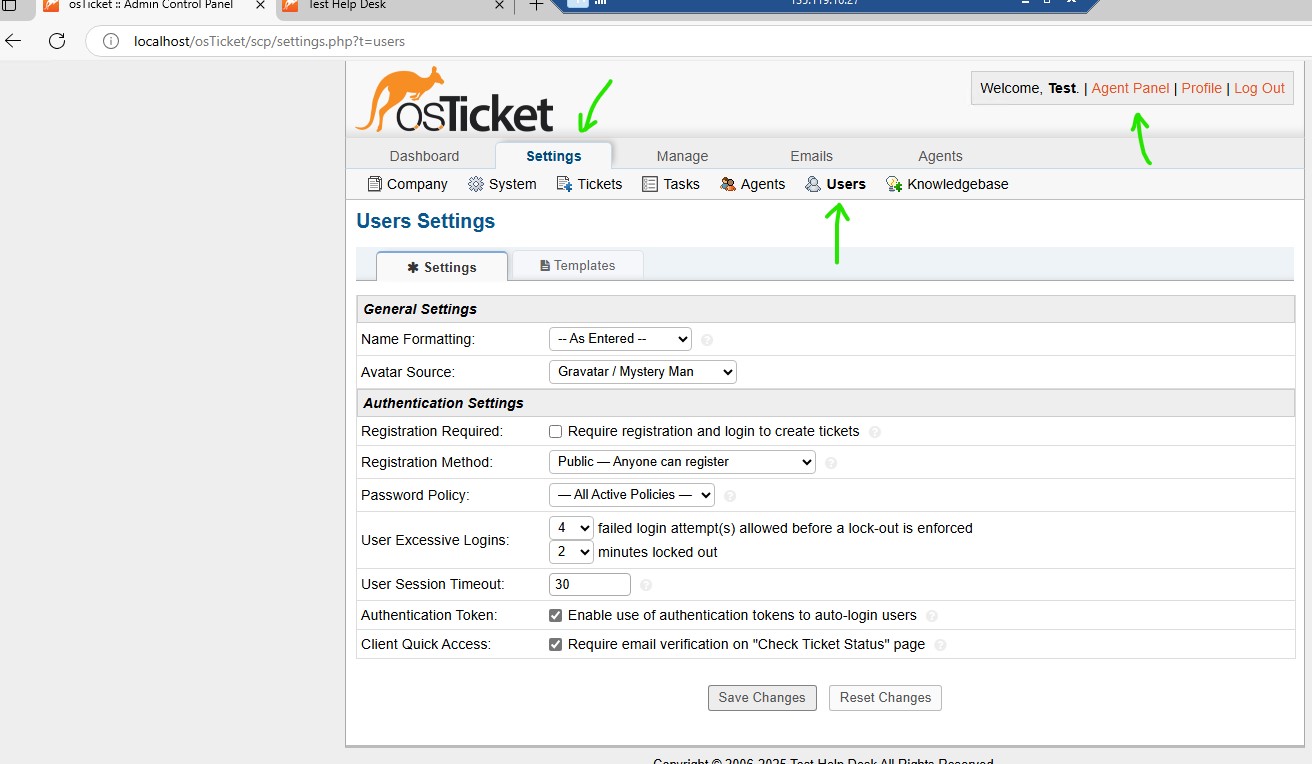 osTicket :: Admin Control Panel
Test Help Desk
localhost/osTicket/scp/settings.php?t=users
osTicket
Welcome, Test. | Agent Panel | Profile | Log Out
Dashboard Settings Manage Emails Agents
Company System Tickets Tasks Agents Users Knowledgebase
Users Settings
Settings Templates
General Settings
Name Formatting: -- As Entered --
Avatar Source: Gravatar / Mystery Man
Authentication Settings
Registration Required: Require registration and login to create tickets
Registration Method: Public — Anyone can register
Password Policy: — All Active Policies —
User Excessive Logins: 4 failed login attempt(s) allowed before a lock-out is enforced
2 minutes locked out
User Session Timeout: 30
Authentication Token: Enable use of authentication tokens to auto-login users
Client Quick Access: Require email verification on "Check Ticket Status" page
Save Changes Reset Changes
Copyright © 2006-2025 Test Help Desk All Rights Reserved.